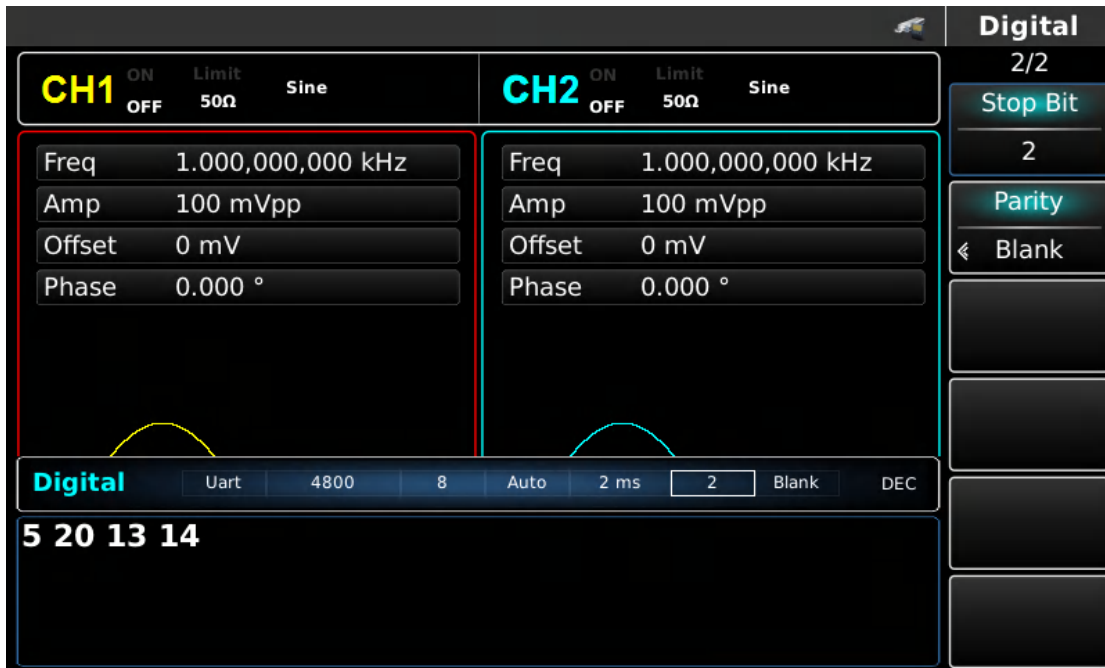 Digital
2/2
CH1 ON OFF Limit 50Ω Sine
CH2 ON OFF Limit 50Ω Sine
Stop Bit
2
Parity
Blank
Freq 1.000,000,000 kHz
Amp 100 mVpp
Offset 0 mV
Phase 0.000 °
Freq 1.000,000,000 kHz
Amp 100 mVpp
Offset 0 mV
Phase 0.000 °
Digital Uart 4800 8 Auto 2 ms 2 Blank DEC
5 20 13 14